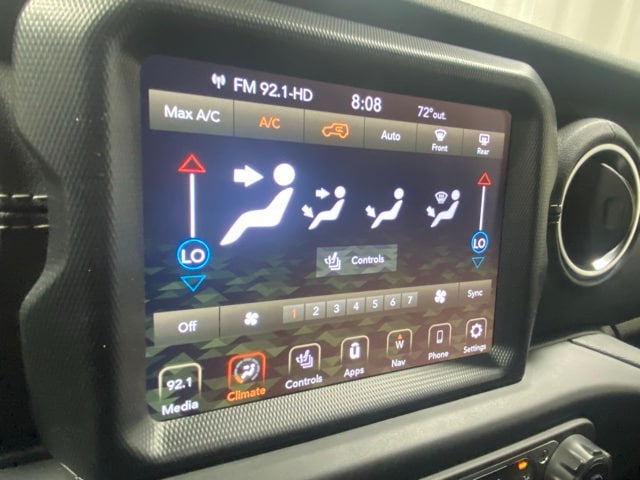 FM 92.1-HD 8:08 72°out.
Max A/C A/C Auto Front Rear
LO LO
Controls
Off 1 2 3 4 5 6 7 Sync
92.1 W
Media Climate Controls Apps Nav Phone Settings